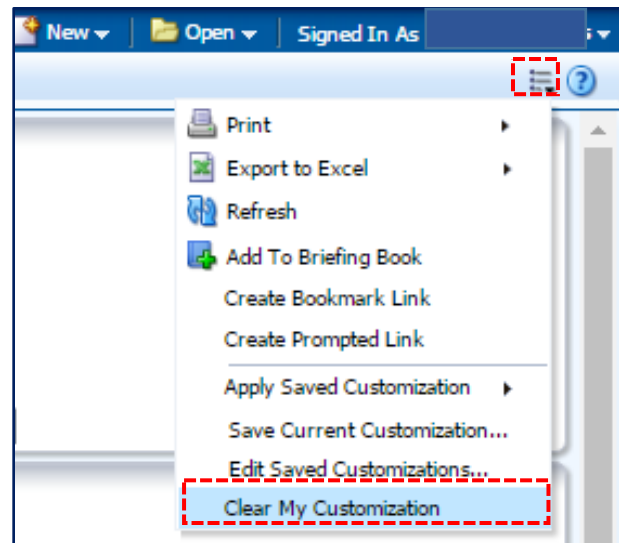 New Open Signed In As s
?
Print
Export to Excel
Refresh
Add To Briefing Book
Create Bookmark Link
Create Prompted Link
Apply Saved Customization
Save Current Customization...
Edit Saved Customizations...
Clear My Customization